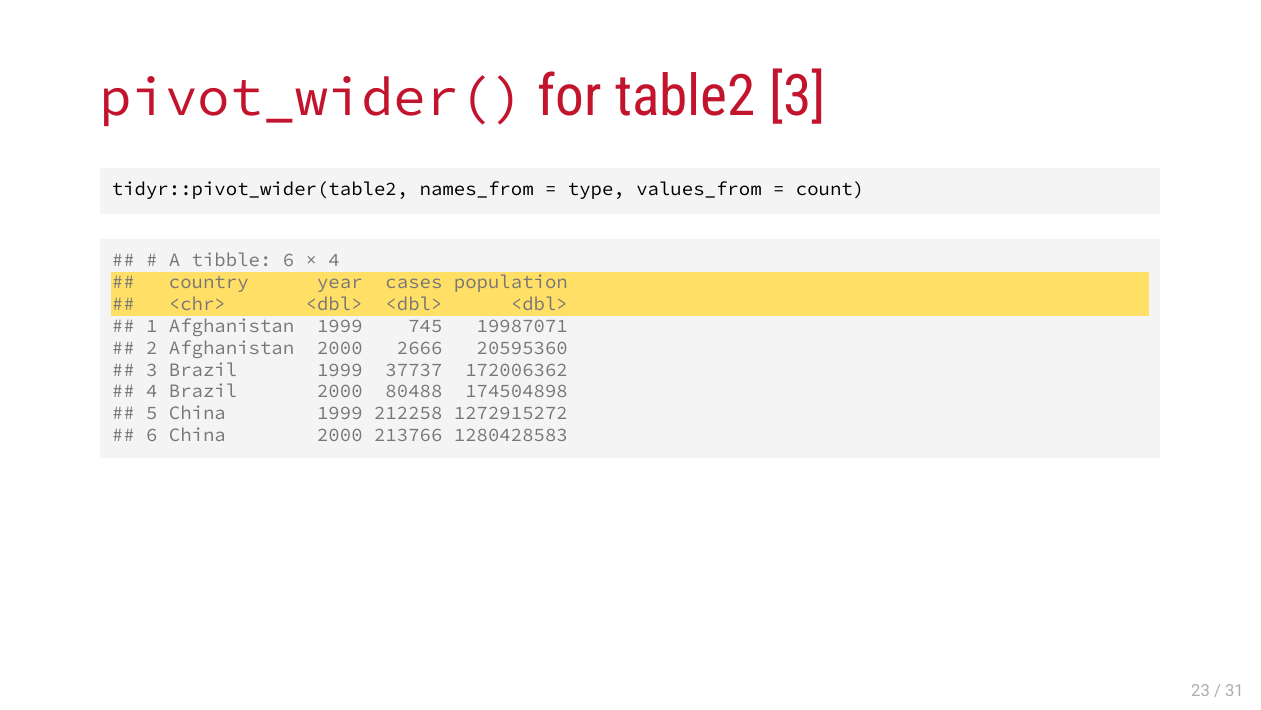 pivot_wider() for table2 [3]
tidyr::pivot_wider(table2, names_from = type, values_from = count)
## # A tibble: 6 × 4
##   country      year  cases population
##   <chr>       <dbl>  <dbl>      <dbl>
## 1 Afghanistan  1999    745   19987071
## 2 Afghanistan  2000   2666   20595360
## 3 Brazil       1999  37737  172006362
## 4 Brazil       2000  80488  174504898
## 5 China        1999 212258 1272915272
## 6 China        2000 213766 1280428583
23 / 31